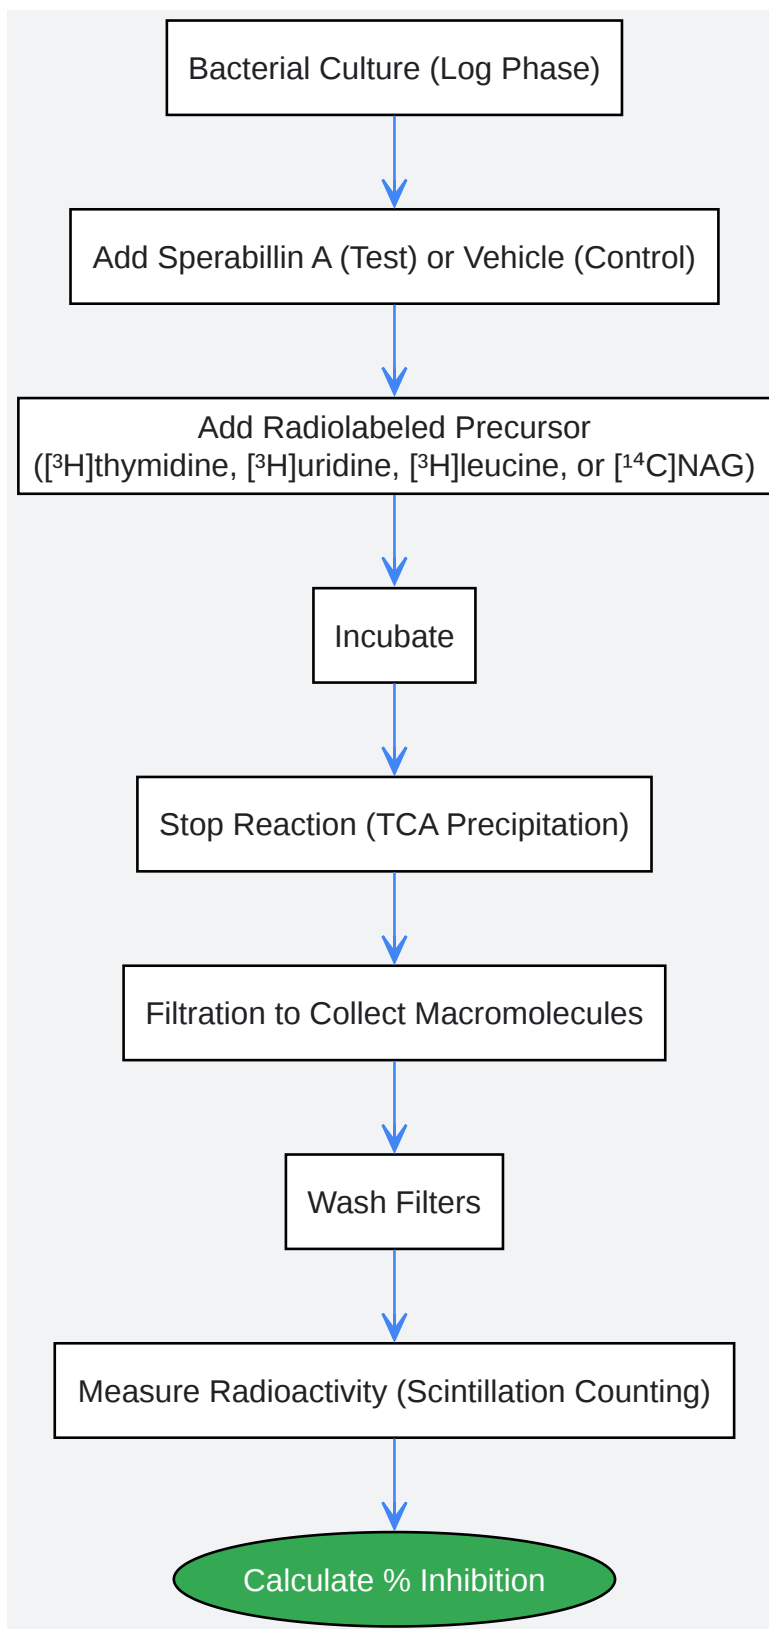 Bacterial Culture (Log Phase)
Add Sperabillin A (Test) or Vehicle (Control)
Add Radiolabeled Precursor
([³H]thymidine, [³H]uridine, [³H]leucine, or [¹⁴C]NAG)
Incubate
Stop Reaction (TCA Precipitation)
Filtration to Collect Macromolecules
Wash Filters
Measure Radioactivity (Scintillation Counting)
Calculate % Inhibition